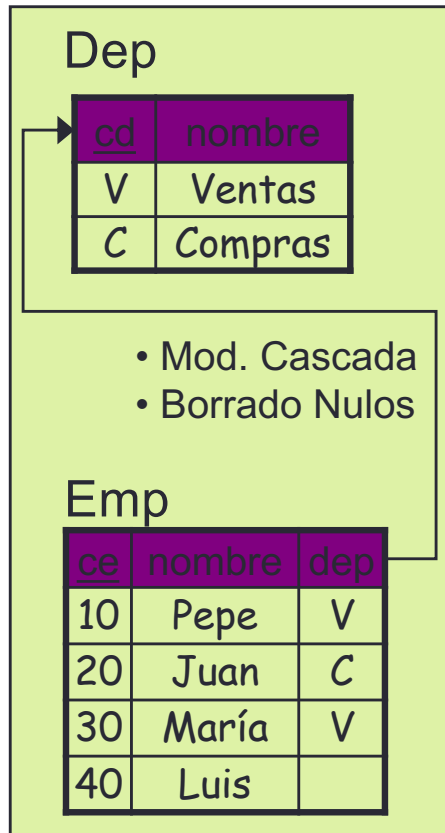 Dep
cd nombre
V Ventas
C Compras
• Mod. Cascada
• Borrado Nulos
Emp
ce nombre dep
10 Pepe V
20 Juan C
30 María V
40 Luis